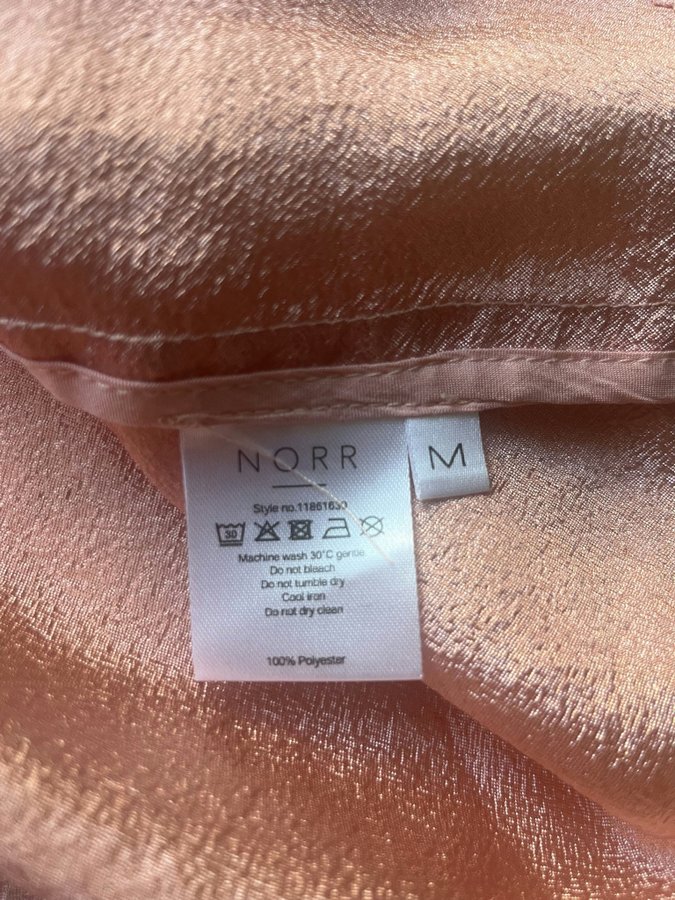 NORR
M
Style no.11861630
30
Machine wash 30°C gentle
Do not bleach
Do not tumble dry
Cool iron
Do not dry clean
100% Polyester